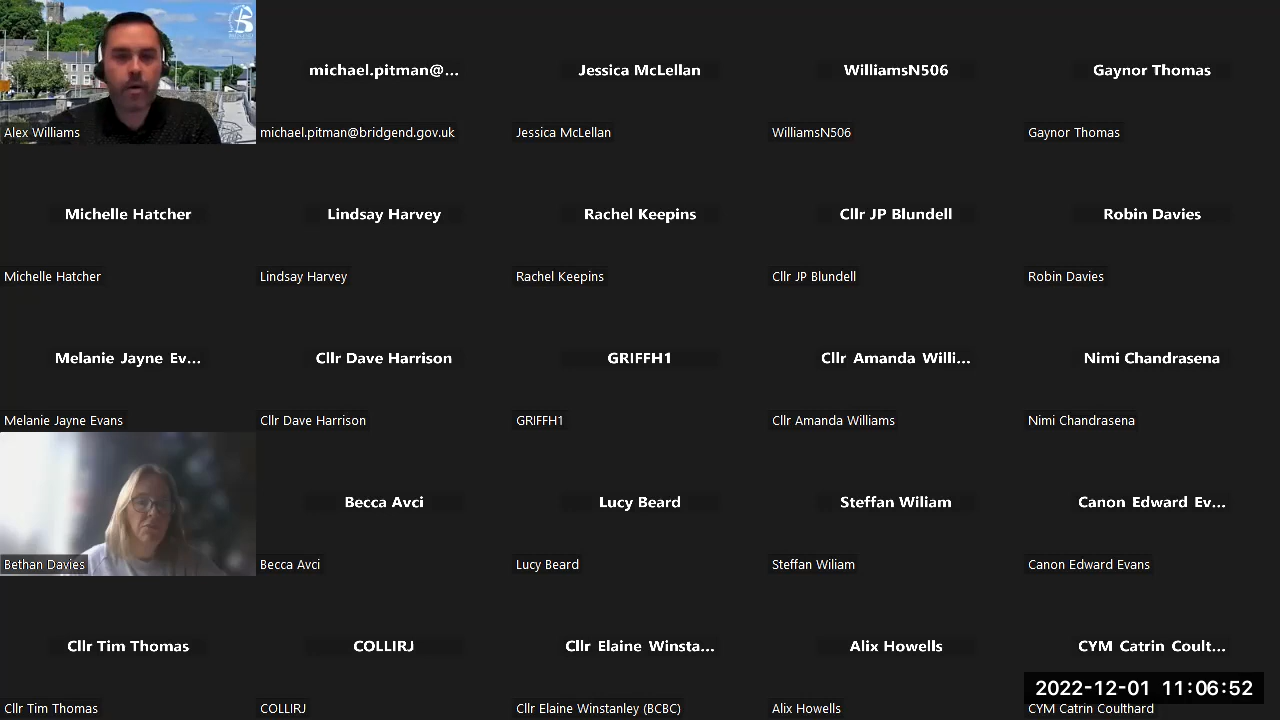 michael.pitman@...
Jessica McLellan
WilliamsN506
Gaynor Thomas
Alex Williams
michael.pitman@bridgend.gov.uk
Jessica McLellan
WilliamsN506
Gaynor Thomas
Michelle Hatcher
Lindsay Harvey
Rachel Keepins
Cllr JP Blundell
Robin Davies
Michelle Hatcher
Lindsay Harvey
Rachel Keepins
Cllr JP Blundell
Robin Davies
Melanie Jayne Ev...
Cllr Dave Harrison
GRIFFH1
Cllr Amanda Willi...
Nimi Chandrasena
Melanie Jayne Evans
Cllr Dave Harrison
GRIFFH1
Cllr Amanda Williams
Nimi Chandrasena
Becca Avci
Lucy Beard
Steffan Wiliam
Canon Edward Ev...
Bethan Davies
Becca Avci
Lucy Beard
Steffan Wiliam
Canon Edward Evans
Cllr Tim Thomas
COLLIRJ
Cllr Elaine Winsta...
Alix Howells
CYM Catrin Coult...
2022-12-01 11:06:52
Cllr Tim Thomas
COLLIRJ
Cllr Elaine Winstanley (BCBC)
Alix Howells
CYM Catrin Coulthard